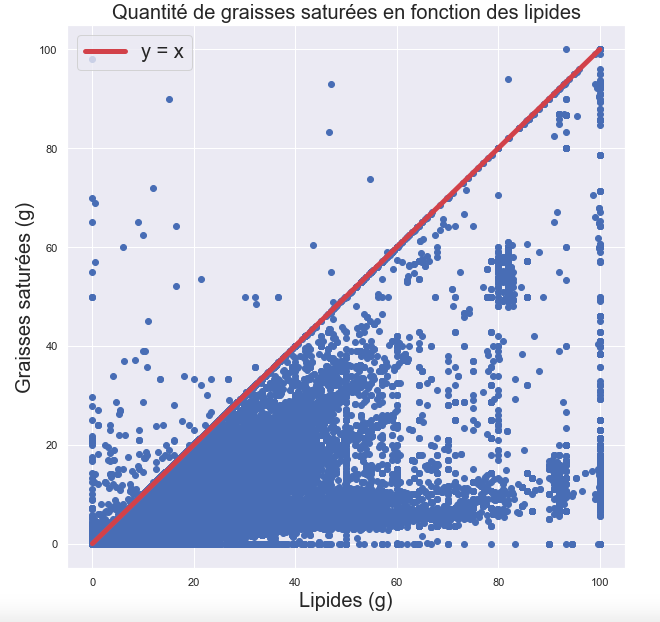 Quantité de graisses saturées en fonction des lipides
y = x
Graisses saturées (g)
100
80
60
40
20
0
0 20 40 60 80 100
Lipides (g)